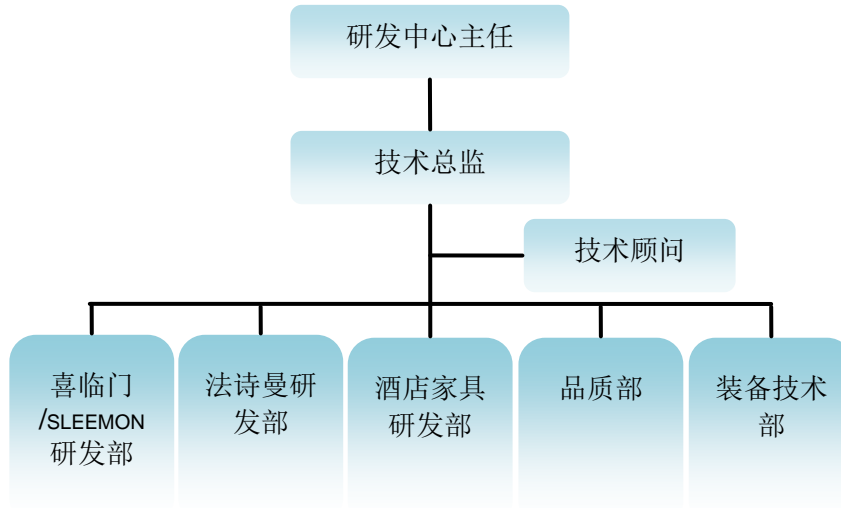 研发中心主任
技术总监
技术顾问
喜临门
/SLEEMON
研发部
法诗曼研
发部
酒店家具
研发部
品质部
装备技术
部